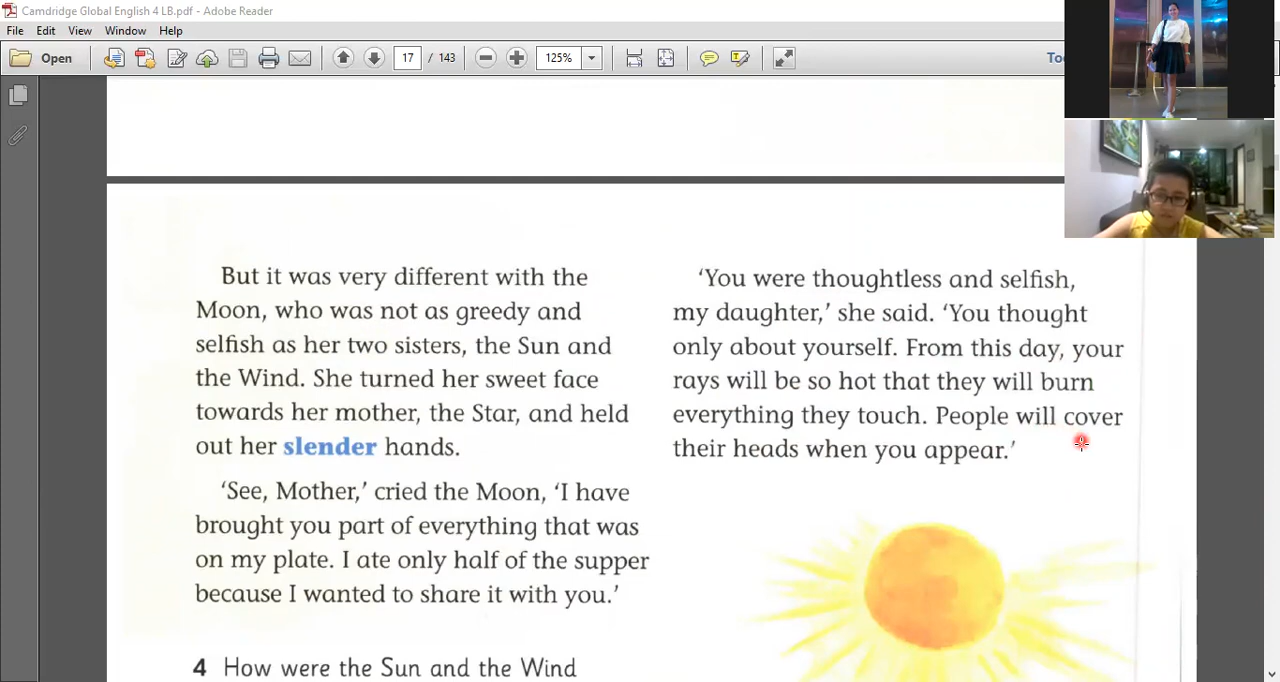 Camdridge Global English 4 LB.pdf - Adobe Reader
File Edit View Window Help
Open
17 / 143
125%
But it was very different with the
Moon, who was not as greedy and
selfish as her two sisters, the Sun and
the Wind. She turned her sweet face
towards her mother, the Star, and held
out her slender hands.
‘See, Mother,’ cried the Moon, ‘I have
brought you part of everything that was
on my plate. I ate only half of the supper
because I wanted to share it with you.’
4 How were the Sun and the Wind
‘You were thoughtless and selfish,
my daughter,’ she said. ‘You thought
only about yourself. From this day, your
rays will be so hot that they will burn
everything they touch. People will cover
their heads when you appear.’